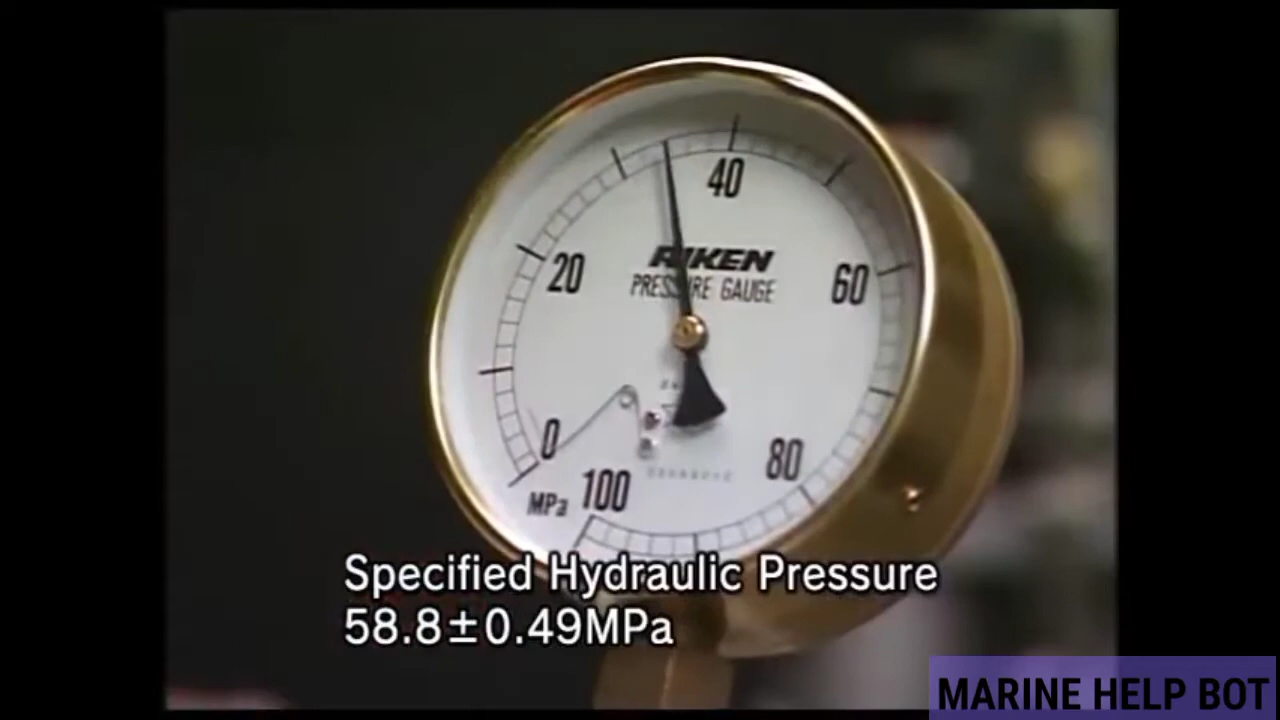 40
20
60
RIKEN
PRESSURE GAUGE
0
80
MPa 100
Specified Hydraulic Pressure
58.8±0.49MPa
MARINE HELP BOT